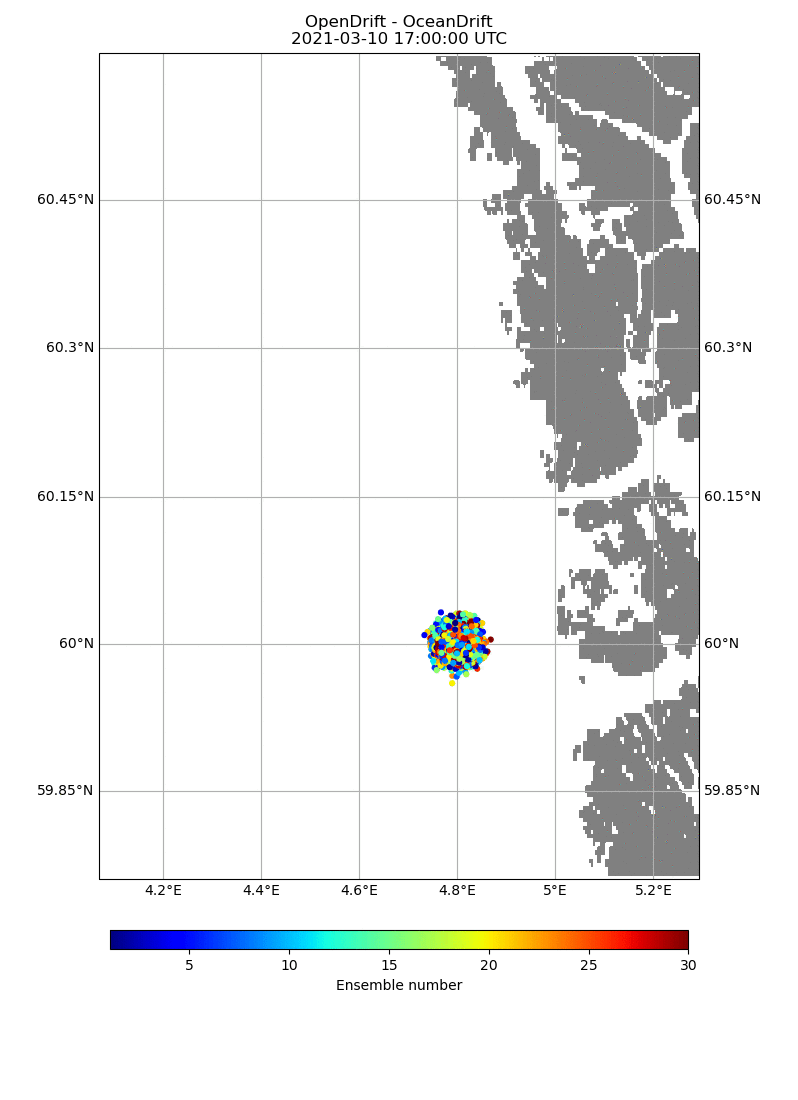 OpenDrift - OceanDrift
2021-03-10 17:00:00 UTC
60.45°N 60.45°N
60.3°N 60.3°N
60.15°N 60.15°N
60°N 60°N
59.85°N 59.85°N
4.2°E 4.4°E 4.6°E 4.8°E 5°E 5.2°E
5 10 15 20 25 30
Ensemble number